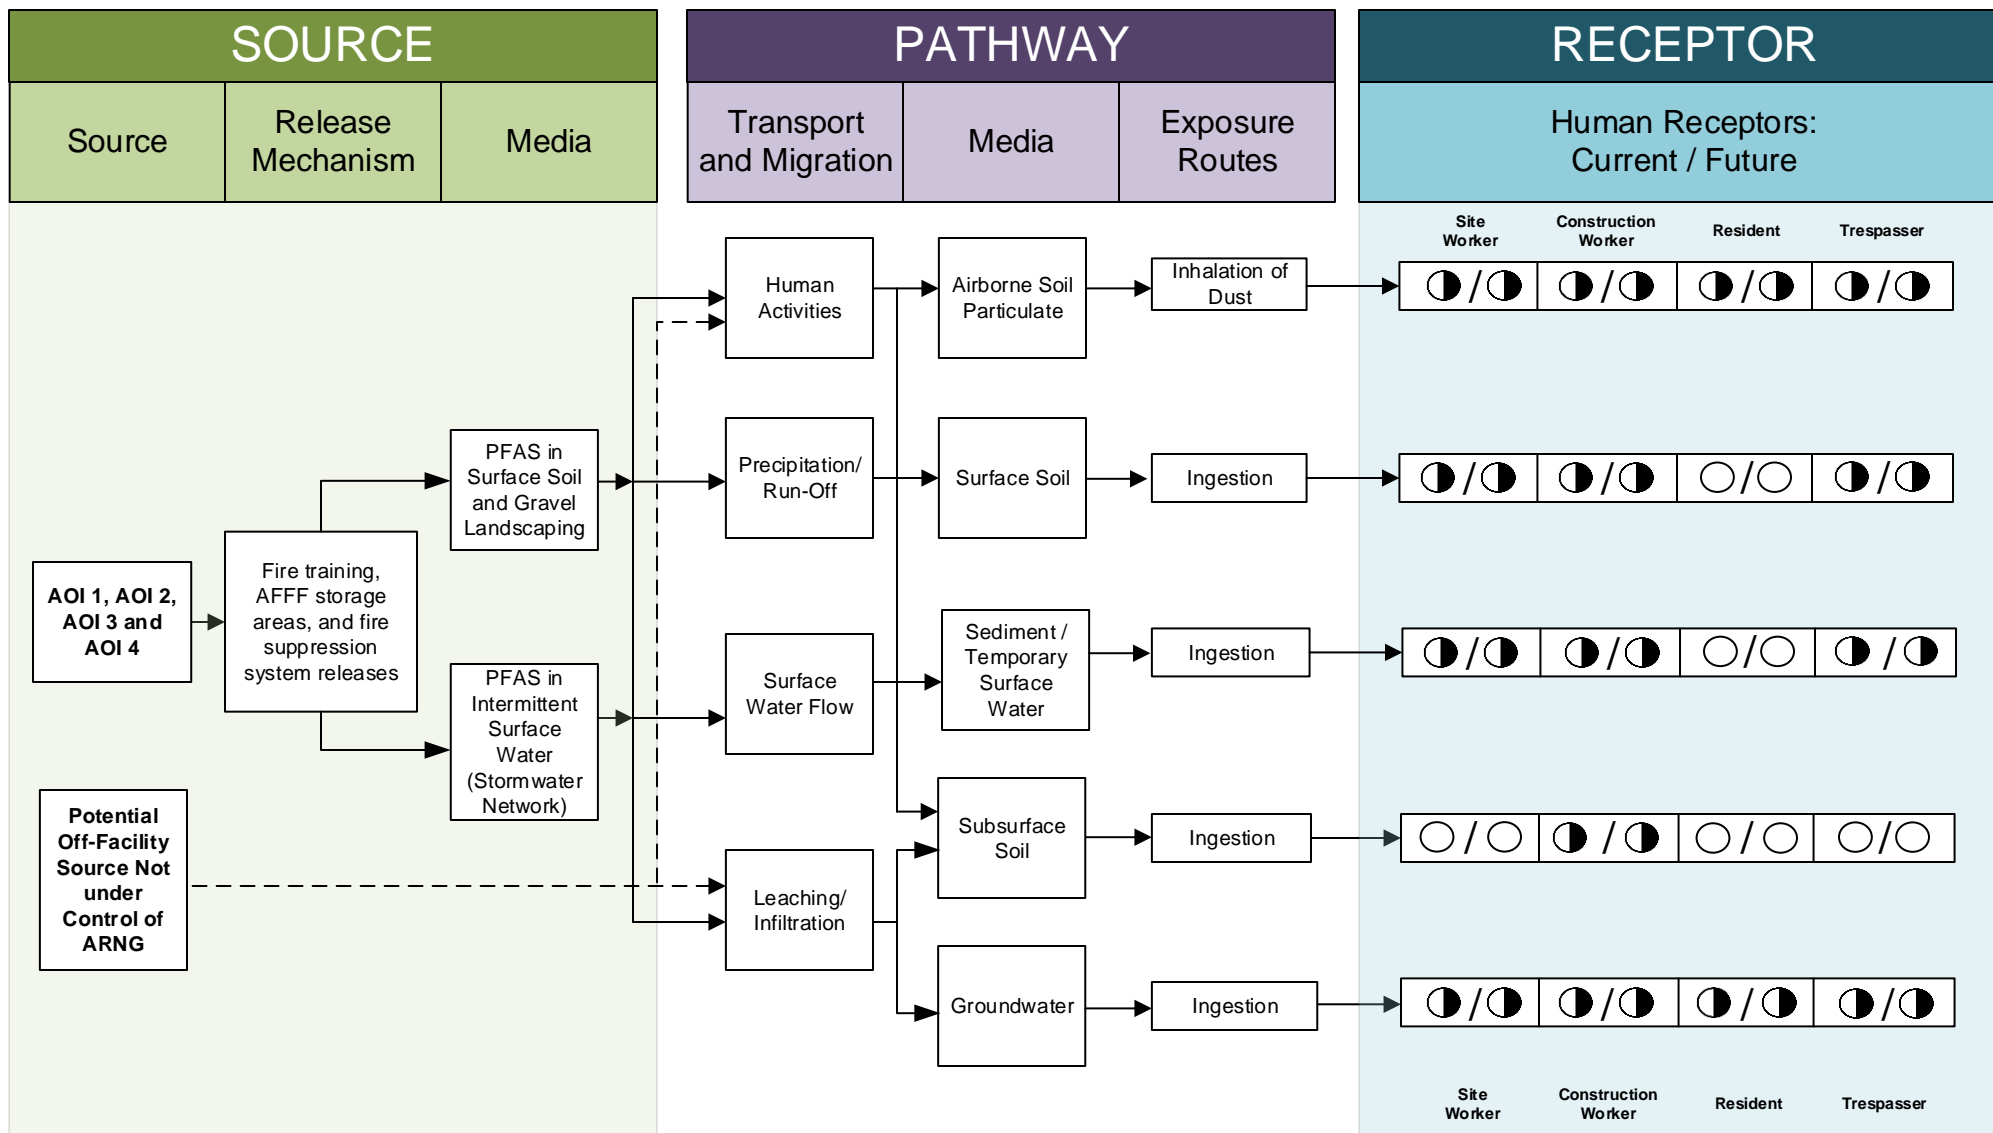 SOURCE
PATHWAY
RECEPTOR
Source
Release
Mechanism
Media
Transport
and Migration
Media
Exposure
Routes
Human Receptors:
Current / Future
Site
Worker
Construction
Worker
Resident
Trespasser
Human
Activities
Airborne Soil
Particulate
Inhalation of
Dust
/
/
/
/
PFAS in
Surface Soil
and Gravel
Landscaping
Precipitation/
Run-Off
Surface Soil
Ingestion
/
/
/
/
AOI 1, AOI 2,
AOI 3 and
AOI 4
Fire training,
AFFF storage
areas, and fire
suppression
system releases
PFAS in
Intermittent
Surface
Water
(Stormwater
Network)
Surface
Water Flow
Sediment /
Temporary
Surface
Water
Ingestion
/
/
/
/
Potential
Off-Facility
Source Not
under
Control of
ARNG
Leaching/
Infiltration
Subsurface
Soil
Ingestion
/
/
/
/
Groundwater
Ingestion
/
/
/
/
Site
Worker
Construction
Worker
Resident
Trespasser